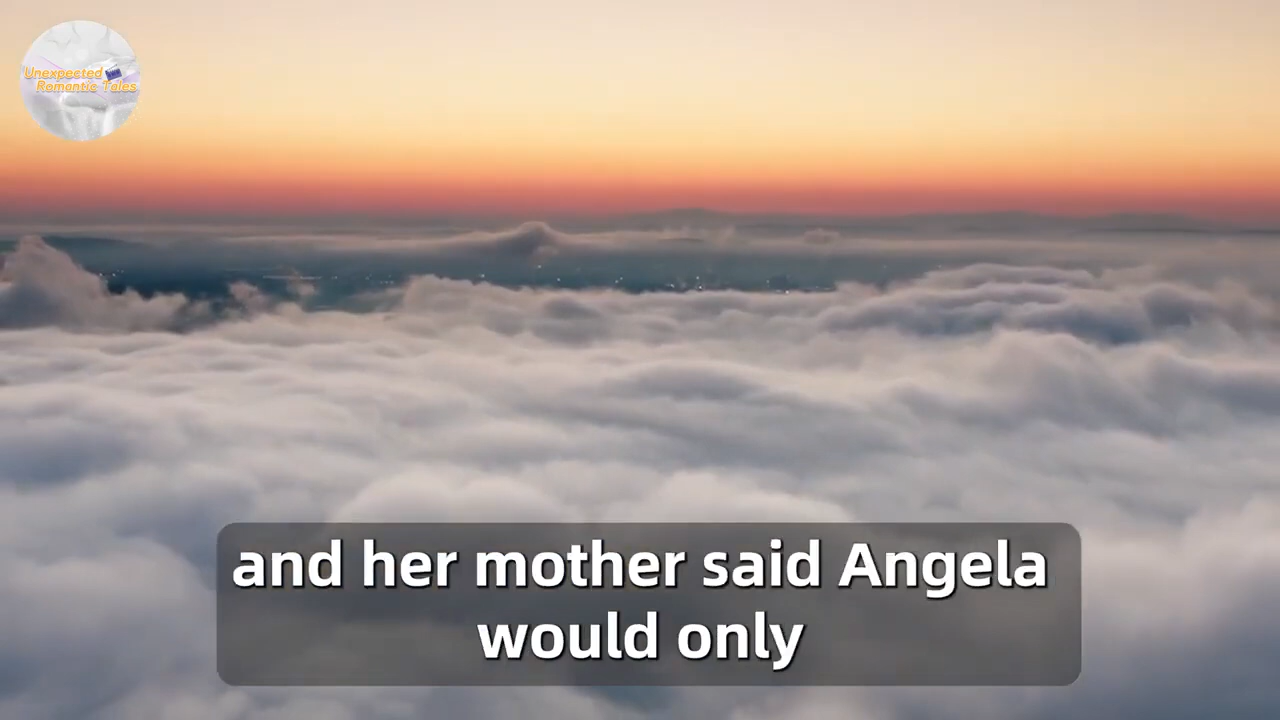 Unexpected
Romantic Tales
and her mother said Angela
would only